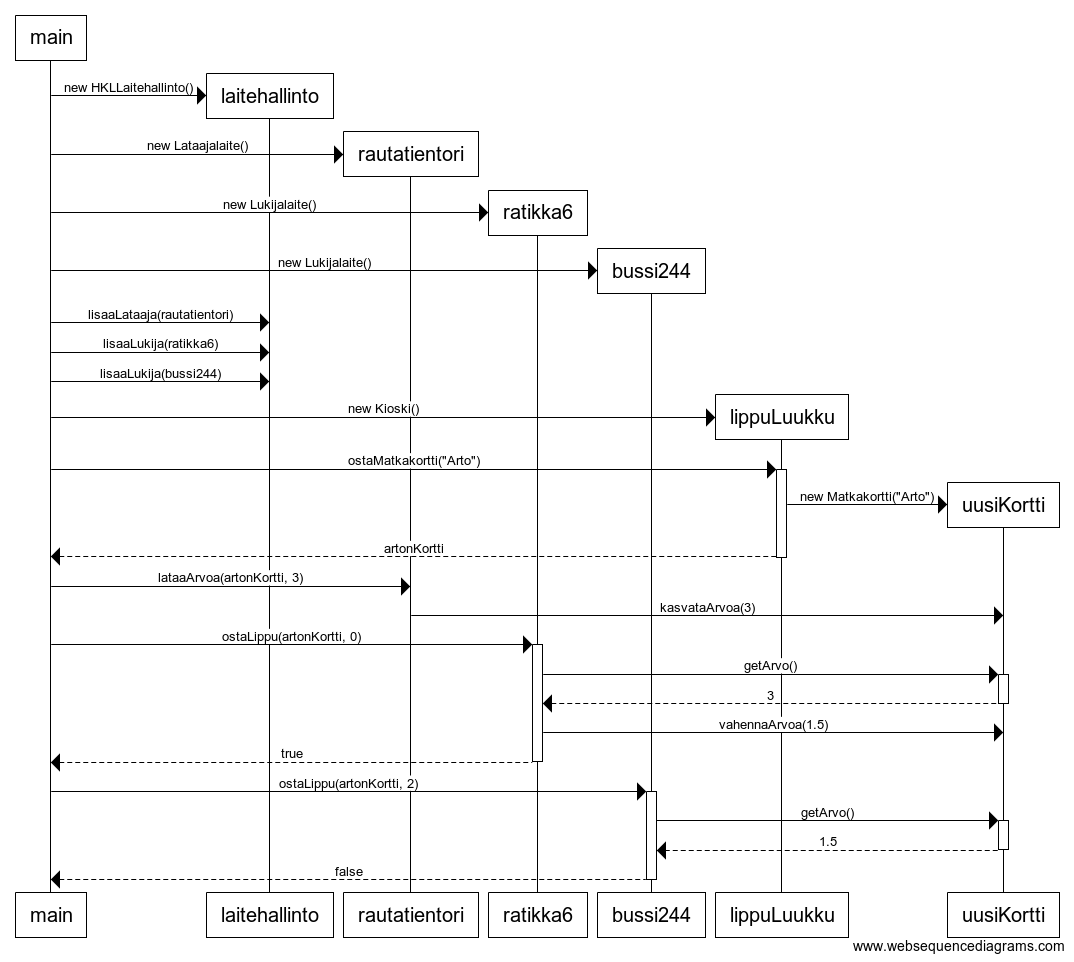 main
new HKLLaitehallinto()
laitehallinto
new Lataajalaite()
rautatientori
new Lukijalaite()
ratikka6
new Lukijalaite()
bussi244
lisaaLataaja(rautatientori)
lisaaLukija(ratikka6)
lisaaLukija(bussi244)
new Kioski()
lippuLuukku
ostaMatkakortti("Arto")
new Matkakortti("Arto")
uusiKortti
artonKortti
lataaArvoa(artonKortti, 3)
kasvataArvoa(3)
ostaLippu(artonKortti, 0)
getArvo()
3
vahennaArvoa(1.5)
true
ostaLippu(artonKortti, 2)
getArvo()
1.5
false
main
laitehallinto
rautatientori
ratikka6
bussi244
lippuLuukku
uusiKortti
www.websequencediagrams.com